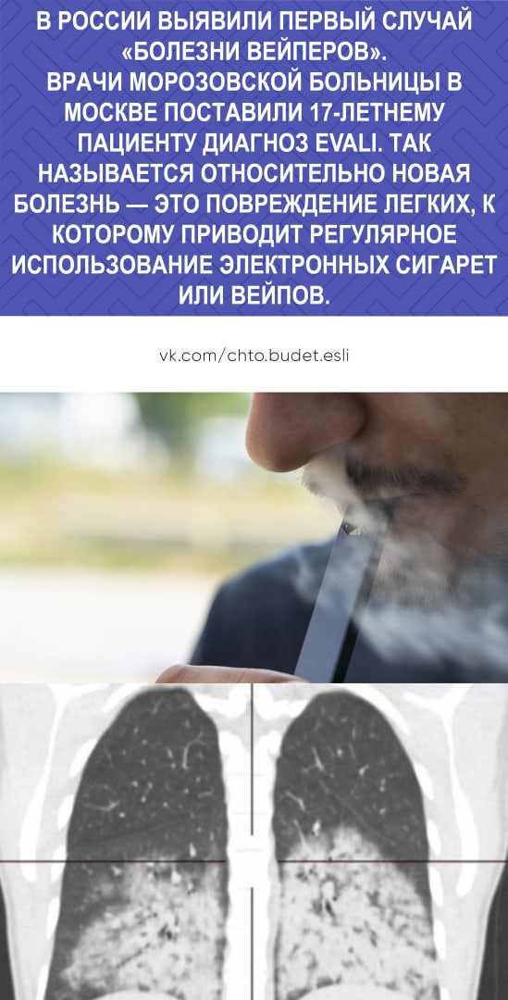 В РОССИИ ВЫЯВИЛИ ПЕРВЫЙ СЛУЧАЙ
«БОЛЕЗНИ ВЕЙПЕРОВ».
ВРАЧИ МОРОЗОВСКОЙ БОЛЬНИЦЫ В
МОСКВЕ ПОСТАВИЛИ 17-ЛЕТНЕМУ
ПАЦИЕНТУ ДИАГНОЗ EVALI. ТАК
НАЗЫВАЕТСЯ ОТНОСИТЕЛЬНО НОВАЯ
БОЛЕЗНЬ — ЭТО ПОВРЕЖДЕНИЕ ЛЕГКИХ, К
КОТОРОМУ ПРИВОДИТ РЕГУЛЯРНОЕ
ИСПОЛЬЗОВАНИЕ ЭЛЕКТРОННЫХ СИГАРЕТ
ИЛИ ВЕЙПОВ.
vk.com/chto.budet.esli